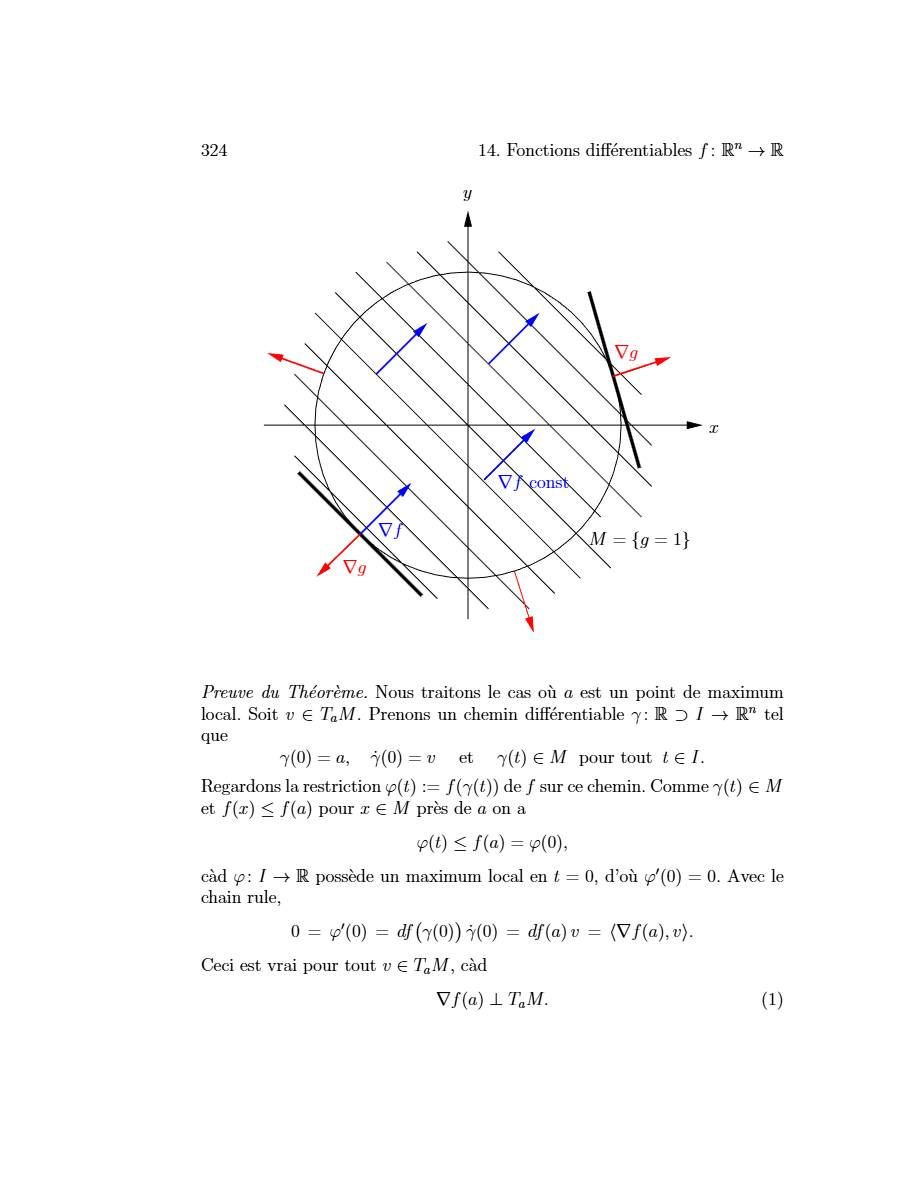 324 14. Fonctions différentiables f : ℝⁿ → ℝ
y
∇g
x
∇f const
∇f
M = {g = 1}
∇g
Preuve du Théorème. Nous traitons le cas où a est un point de maximum
local. Soit v ∈ TₐM. Prenons un chemin différentiable γ : ℝ ⊃ I → ℝⁿ tel
que
γ(0) = a, γ̇(0) = v et γ(t) ∈ M pour tout t ∈ I.
Regardons la restriction φ(t) := f(γ(t)) de f sur ce chemin. Comme γ(t) ∈ M
et f(x) ≤ f(a) pour x ∈ M près de a on a
φ(t) ≤ f(a) = φ(0),
càd φ : I → ℝ possède un maximum local en t = 0, d'où φ′(0) = 0. Avec le
chain rule,
0 = φ′(0) = df(γ(0)) γ̇(0) = df(a) v = ⟨∇f(a), v⟩.
Ceci est vrai pour tout v ∈ TₐM, càd
∇f(a) ⊥ TₐM. (1)